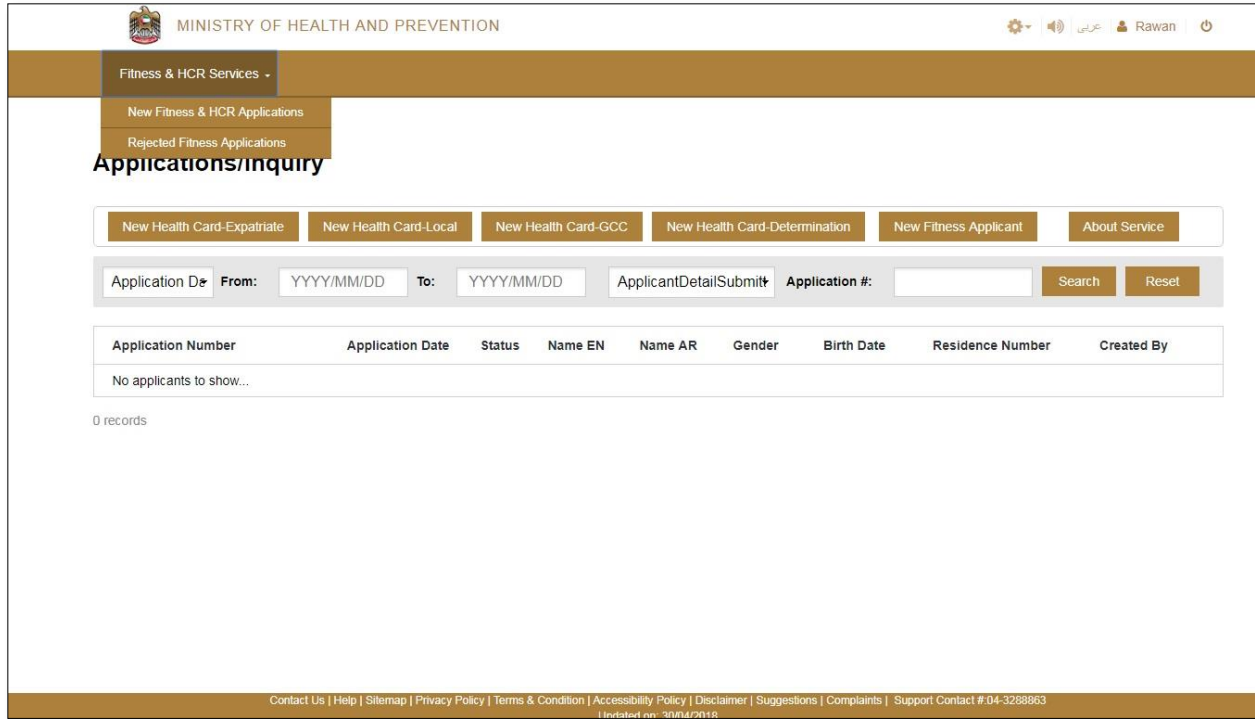 MINISTRY OF HEALTH AND PREVENTION
عربى Rawan
Fitness & HCR Services
New Fitness & HCR Applications
Rejected Fitness Applications
Applications/Inquiry
New Health Card-Expatriate New Health Card-Local New Health Card-GCC New Health Card-Determination New Fitness Applicant About Service
Application Da From: YYYY/MM/DD To: YYYY/MM/DD ApplicantDetailSubmitt Application #: Search Reset
Application Number Application Date Status Name EN Name AR Gender Birth Date Residence Number Created By
No applicants to show...
0 records
Contact Us | Help | Sitemap | Privacy Policy | Terms & Condition | Accessibility Policy | Disclaimer | Suggestions | Complaints | Support Contact #:04-3288863
Updated on: 30/04/2018